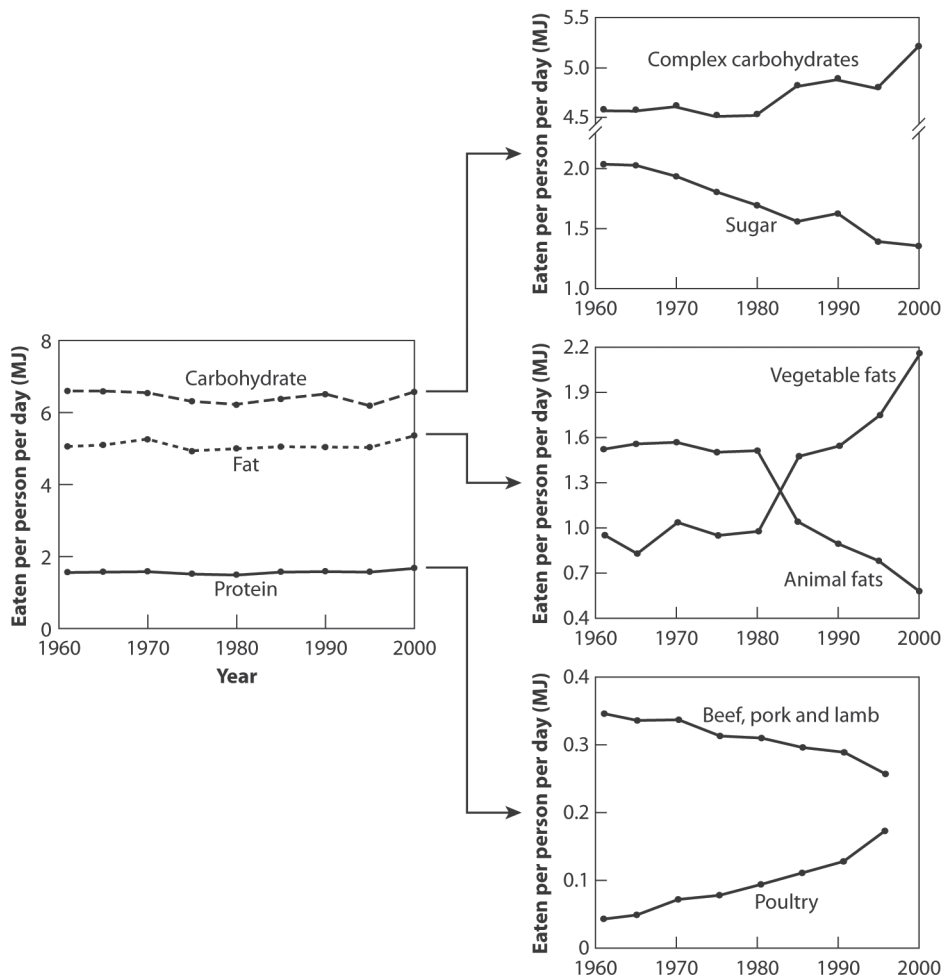 Eaten per person per day (MJ)
5.5
5.0
4.5
2.0
1.5
1.0
Complex carbohydrates
Sugar
1960 1970 1980 1990 2000
Eaten per person per day (MJ)
8
6
4
2
0
Carbohydrate
Fat
Protein
1960 1970 1980 1990 2000
Year
Eaten per person per day (MJ)
2.2
1.9
1.6
1.3
1.0
0.7
0.4
Vegetable fats
Animal fats
1960 1970 1980 1990 2000
Eaten per person per day (MJ)
0.4
0.3
0.2
0.1
0
Beef, pork and lamb
Poultry
1960 1970 1980 1990 2000